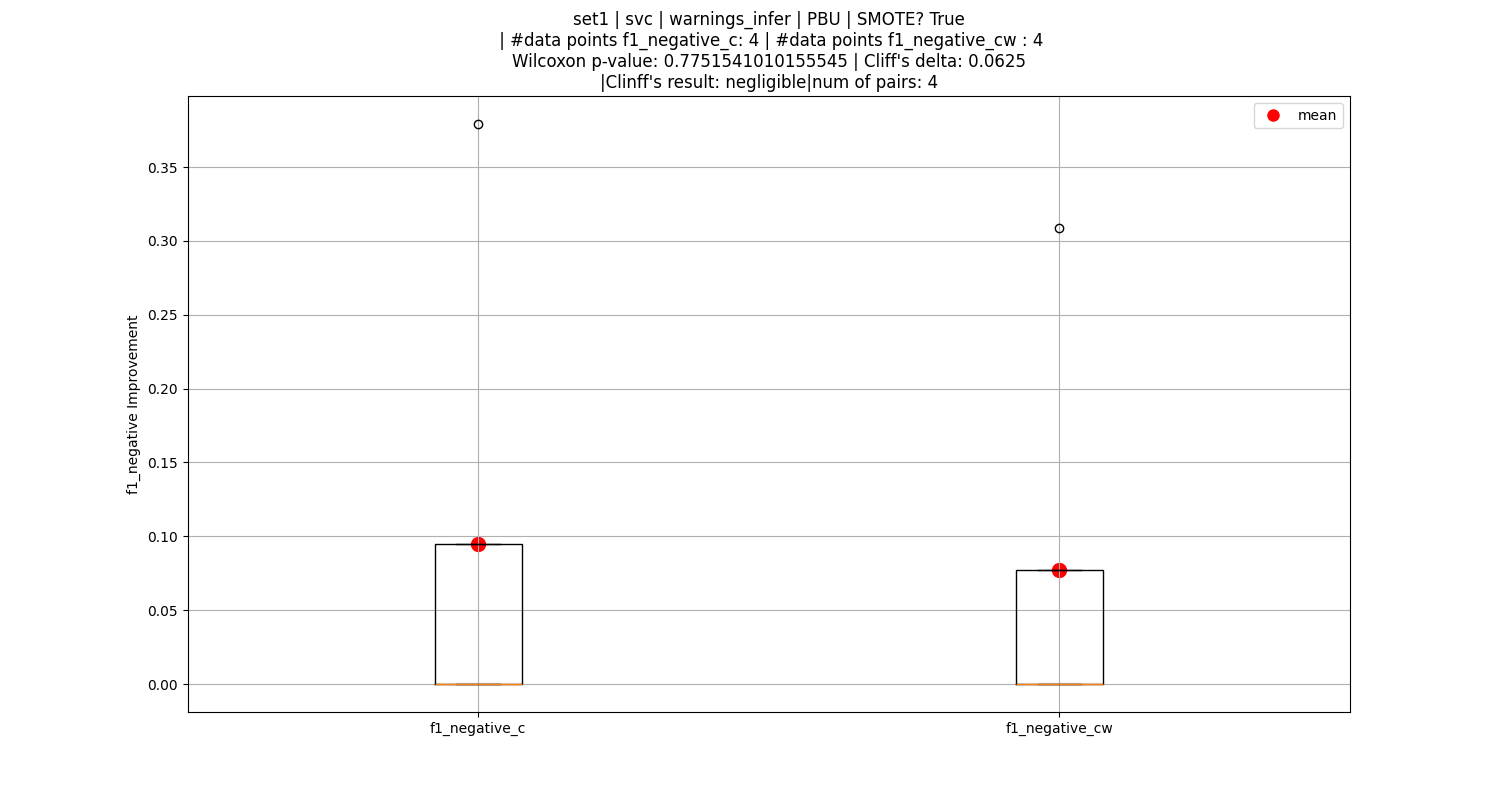 set1 | svc | warnings_infer | PBU | SMOTE? True
| #data points f1_negative_c: 4 | #data points f1_negative_cw : 4
Wilcoxon p-value: 0.7751541010155545 | Cliff's delta: 0.0625
|Clinff's result: negligible|num of pairs: 4
mean
0.35
0.30
0.25
0.20
0.15
0.10
0.05
0.00
f1_negative Improvement
f1_negative_c
f1_negative_cw